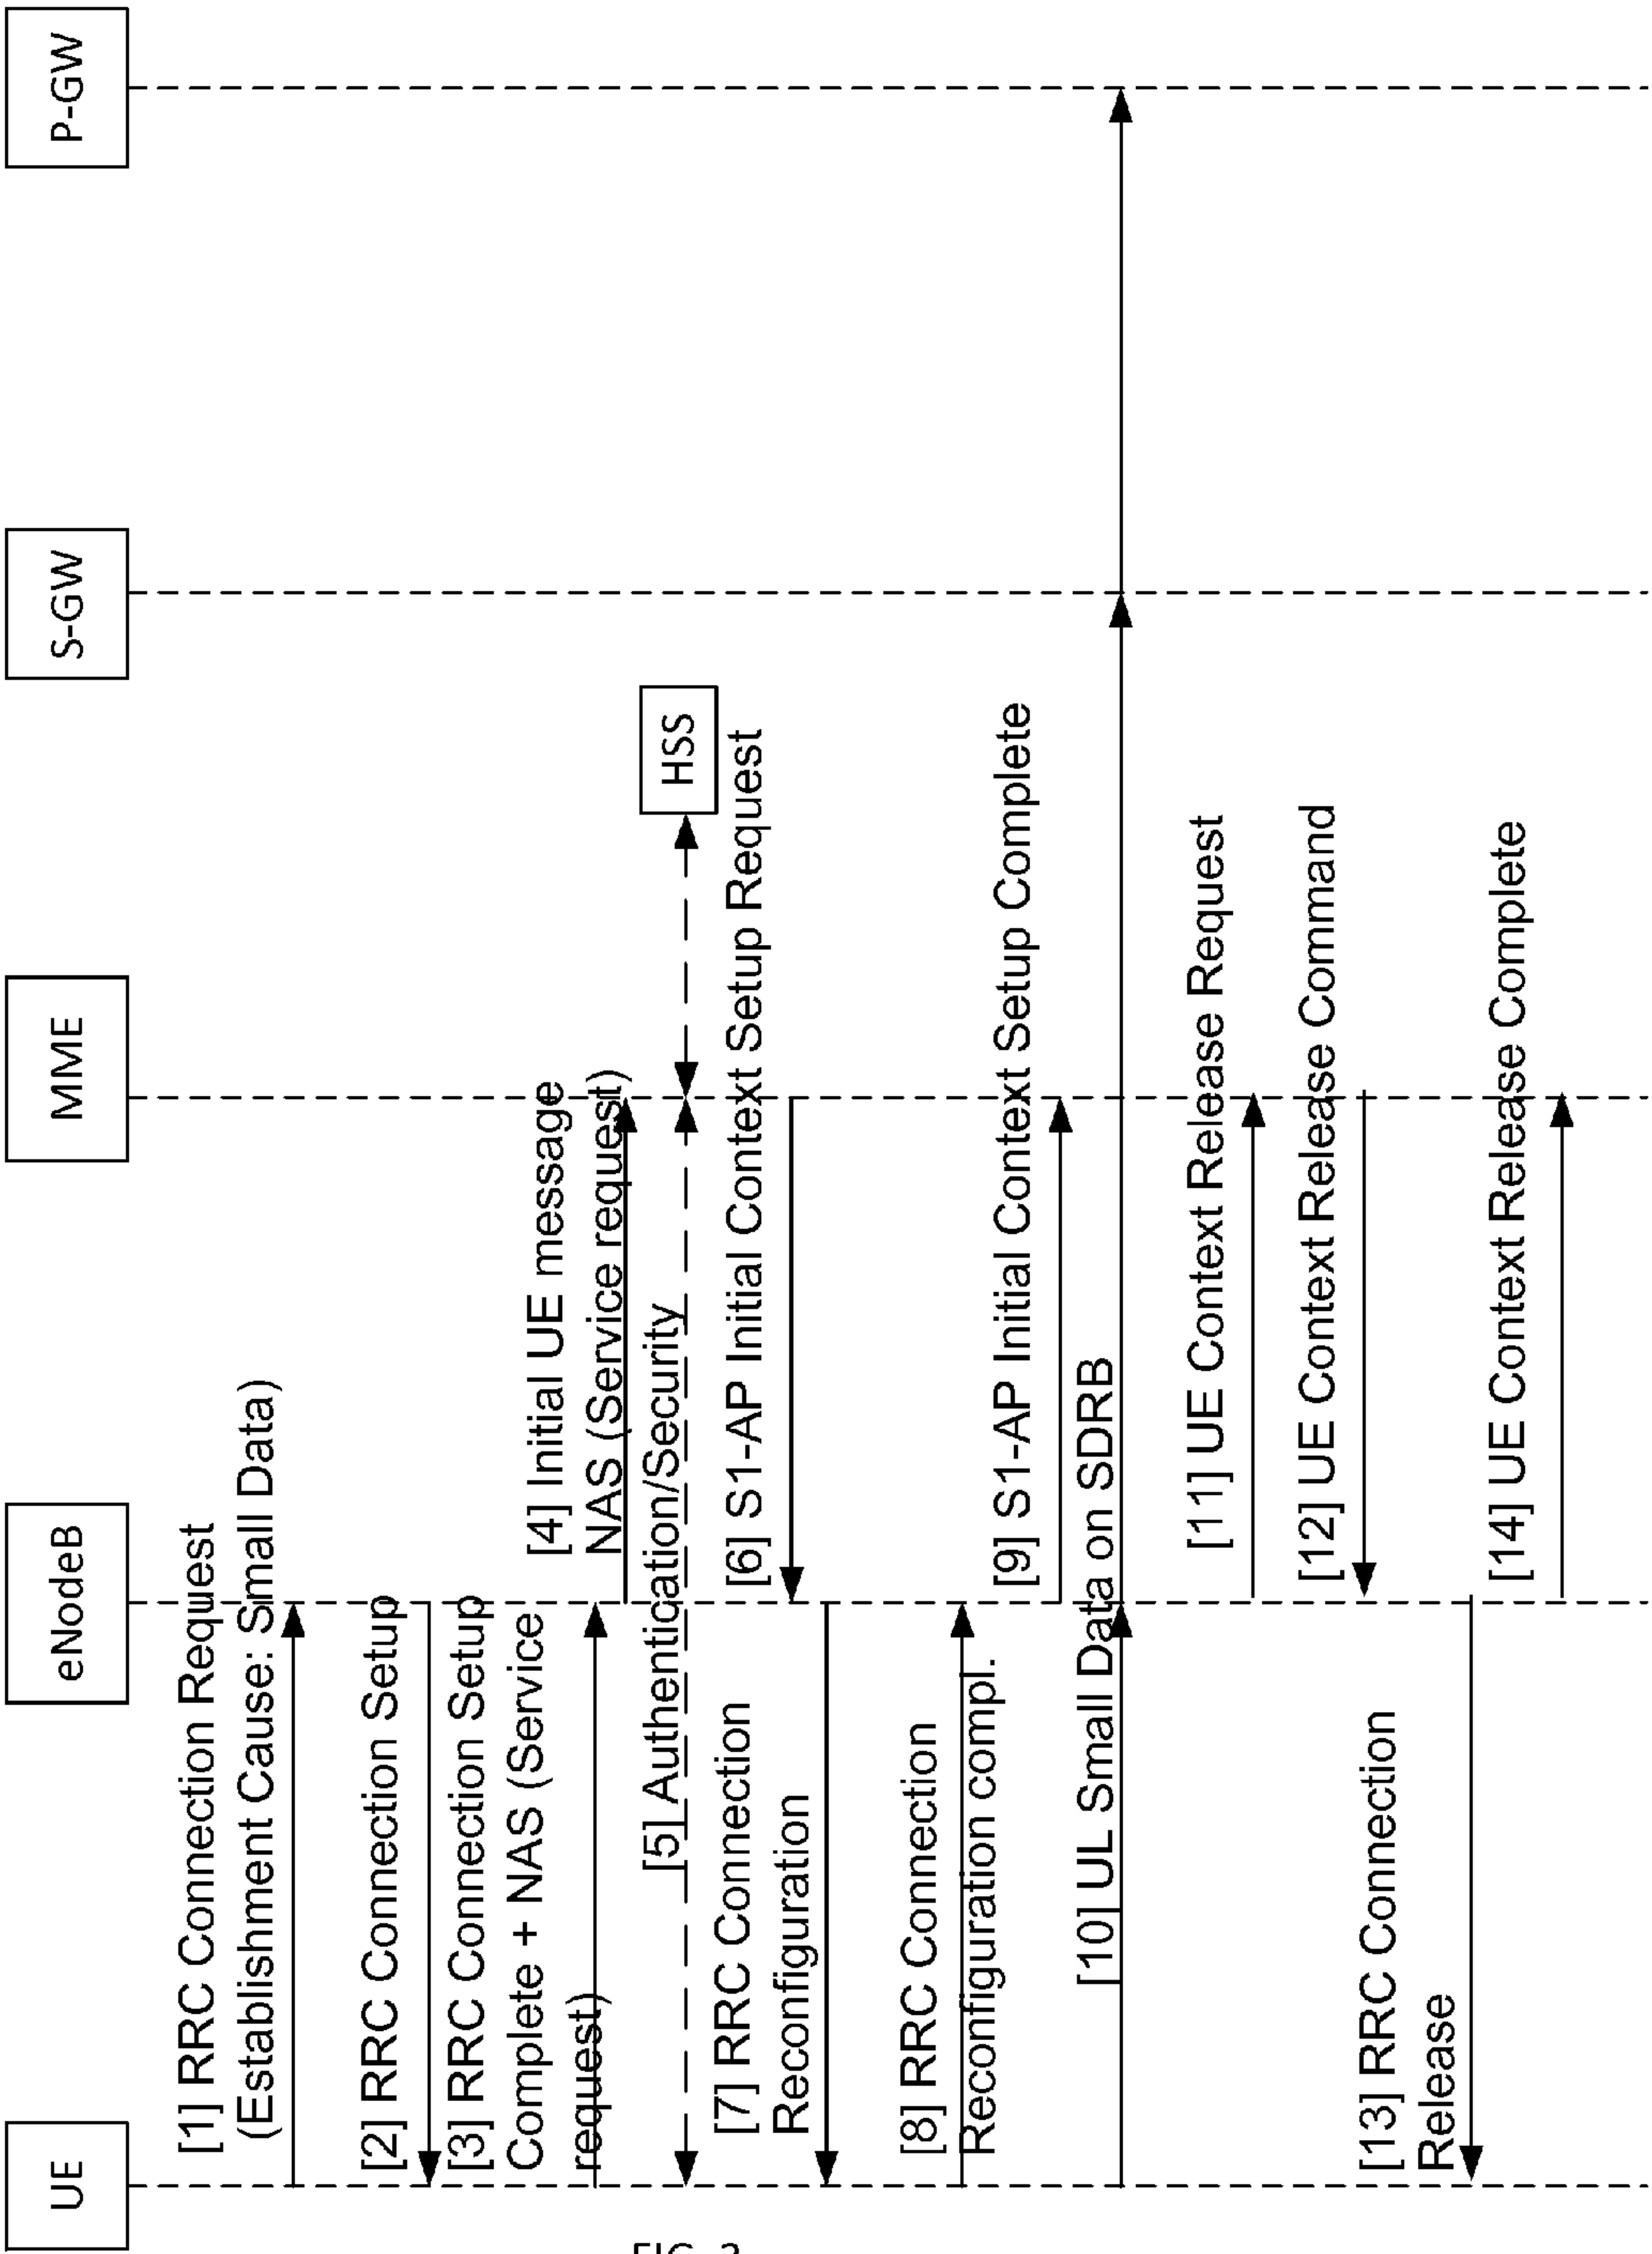 UE
eNodeB
MME
S-GW
P-GW
[1] RRC Connection Request
(Establishment Cause: Small Data)
[2] RRC Connection Setup
[3] RRC Connection Setup
Complete + NAS (Service
request)
[4] Initial UE message
NAS (Service request)
[5] Authentication/Security
HSS
[6] S1-AP Initial Context Setup Request
[7] RRC Connection
Reconfiguration
[8] RRC Connection
Reconfiguration compl.
[9] S1-AP Initial Context Setup Complete
[10] UL Small Data on SDRB
[11] UE Context Release Request
[12] UE Context Release Command
[13] RRC Connection
Release
[14] UE Context Release Complete